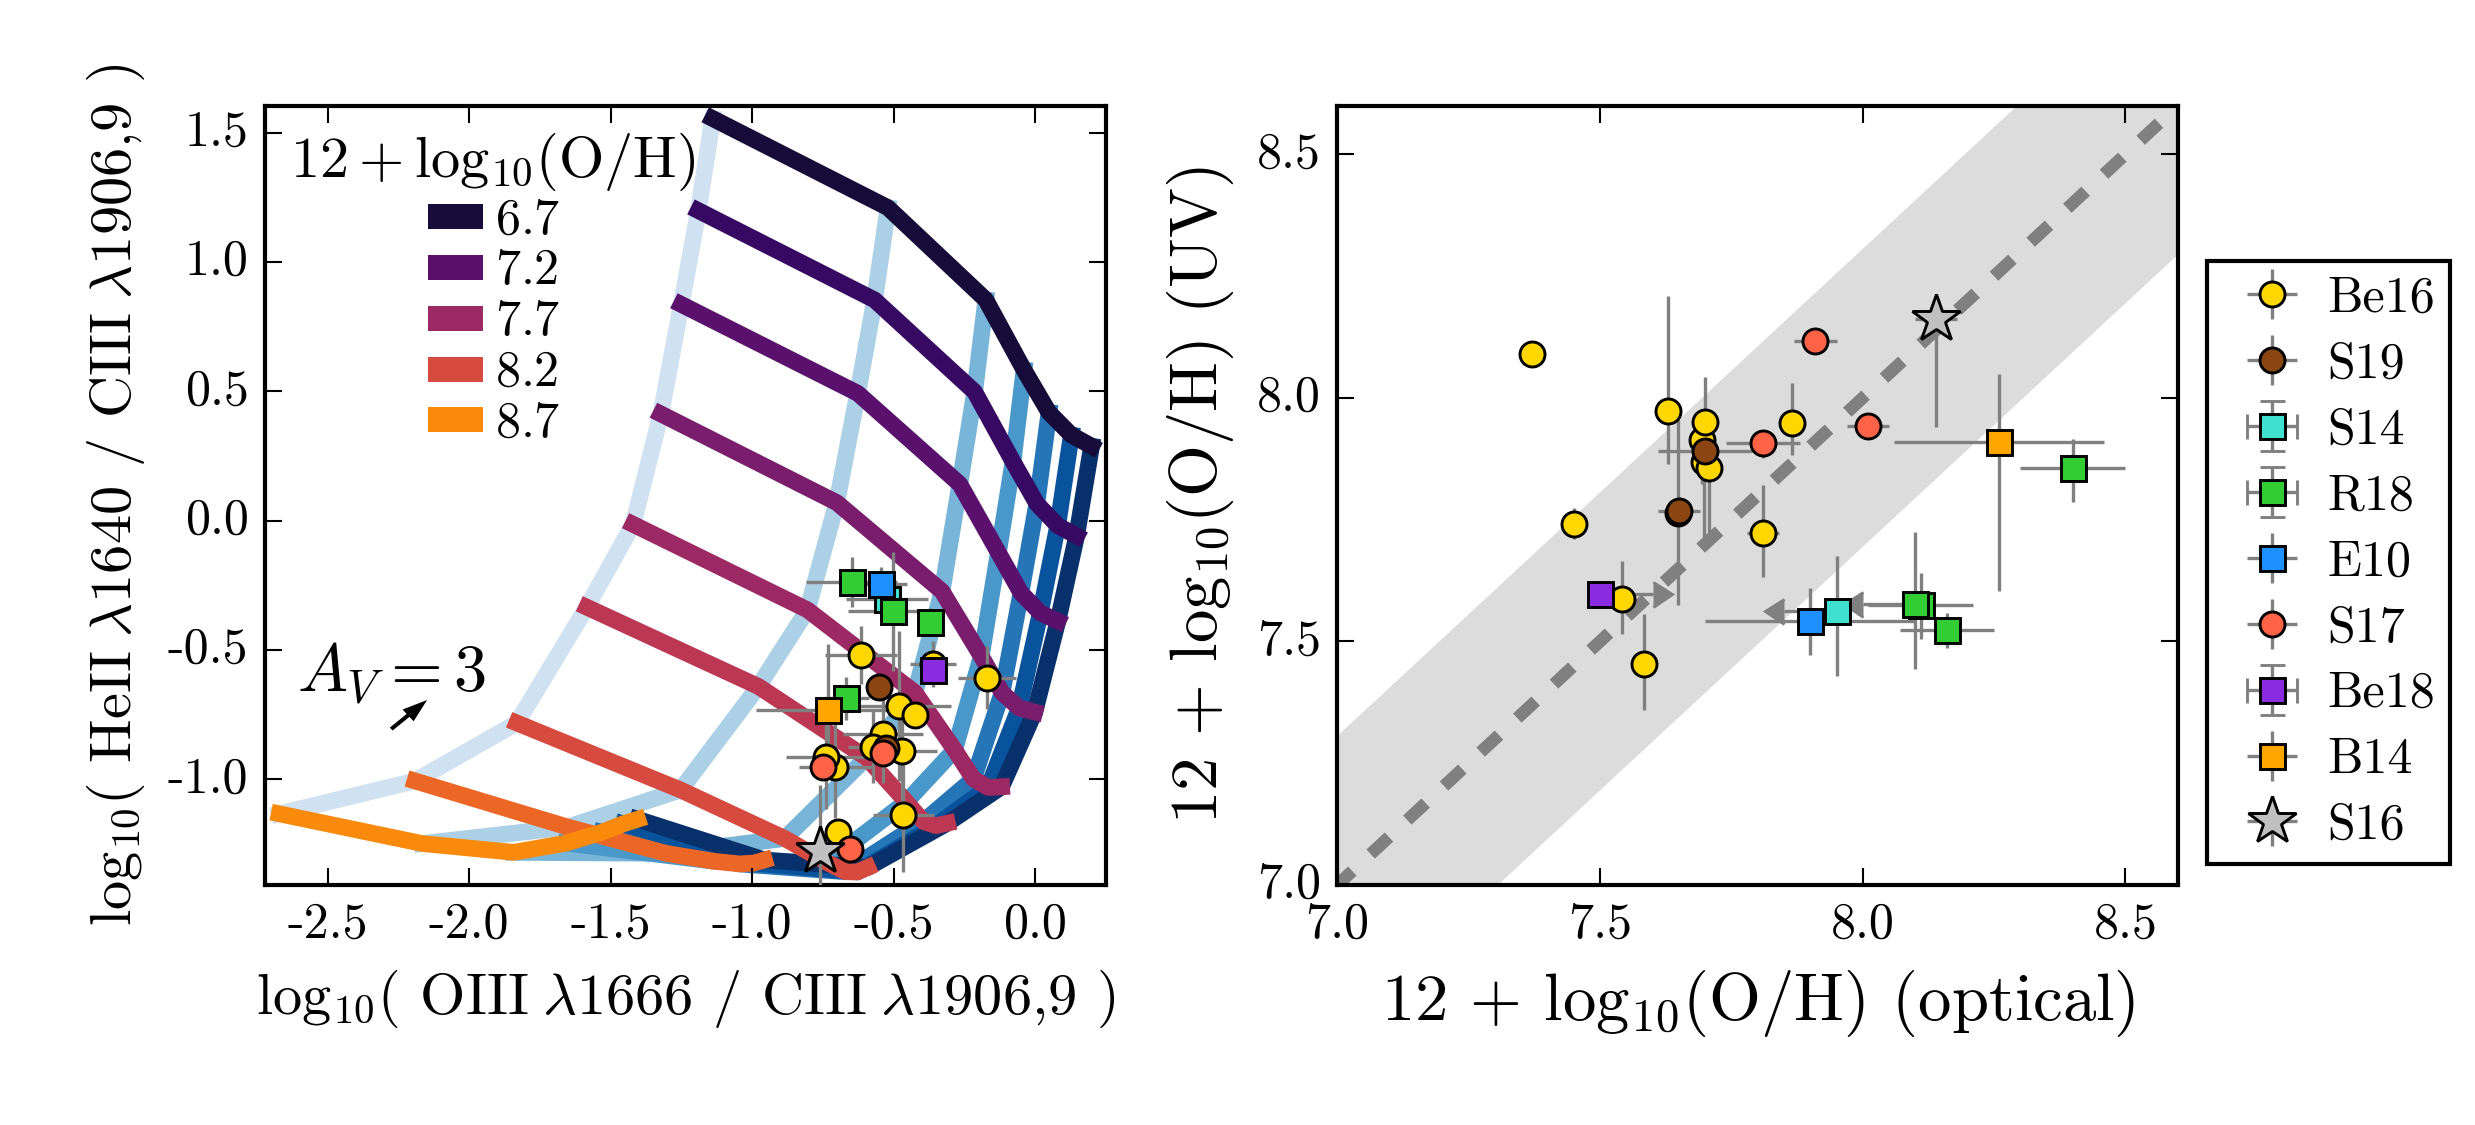 log₁₀( HeII λ1640 / CIII λ1906,9 )
1.5
1.0
0.5
0.0
-0.5
-1.0
12 + log₁₀(O/H)
6.7
7.2
7.7
8.2
8.7
A_V = 3
-2.5 -2.0 -1.5 -1.0 -0.5 0.0
log₁₀( OIII λ1666 / CIII λ1906,9 )
12 + log₁₀(O/H) (UV)
8.5
8.0
7.5
7.0
7.0 7.5 8.0 8.5
12 + log₁₀(O/H) (optical)
Be16
S19
S14
R18
E10
S17
Be18
B14
S16